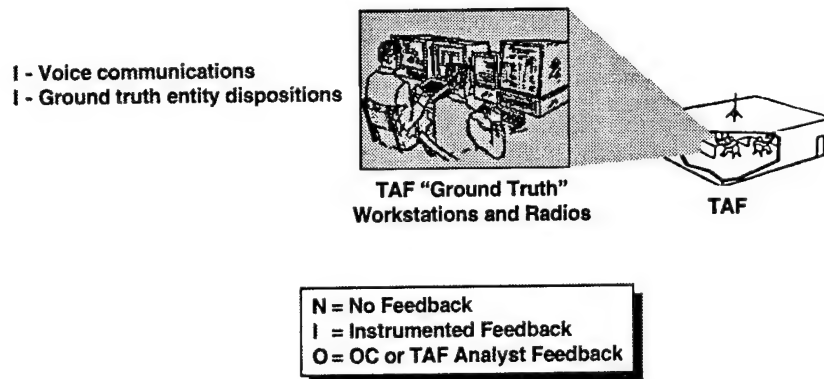 I - Voice communications
I - Ground truth entity dispositions
TAF "Ground Truth"
Workstations and Radios
TAF
N = No Feedback
I = Instrumented Feedback
O = OC or TAF Analyst Feedback